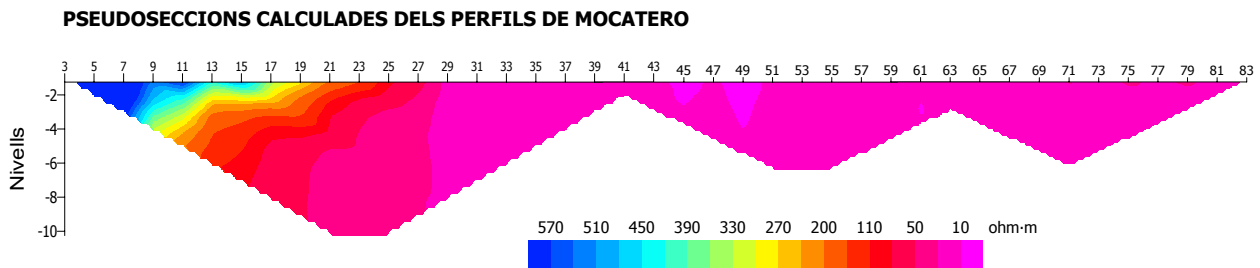 PSEUDOSECCIONS CALCULADES DELS PERFILS DE MOCATERO
3 5 7 9 11 13 15 17 19 21 23 25 27 29 31 33 35 37 39 41 43 45 47 49 51 53 55 57 59 61 63 65 67 69 71 73 75 77 79 81 83
Nivells
-2
-4
-6
-8
-10
570 510 450 390 330 270 200 110 50 10 ohm·m